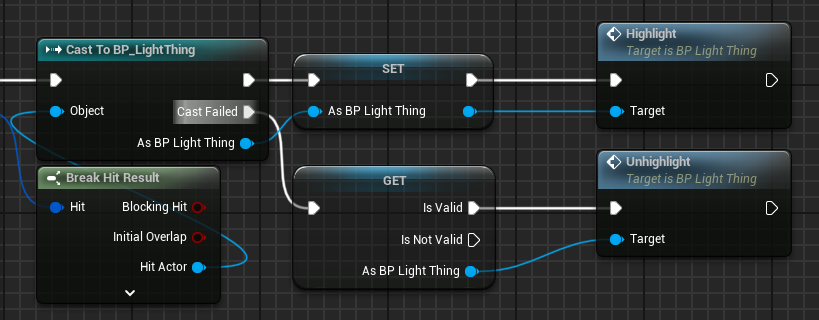 Cast To BP_LightThing
Object
Cast Failed
As BP Light Thing
Break Hit Result
Hit
Blocking Hit
Initial Overlap
Hit Actor
SET
As BP Light Thing
GET
Is Valid
Is Not Valid
As BP Light Thing
Highlight
Target is BP Light Thing
Target
Unhighlight
Target is BP Light Thing
Target